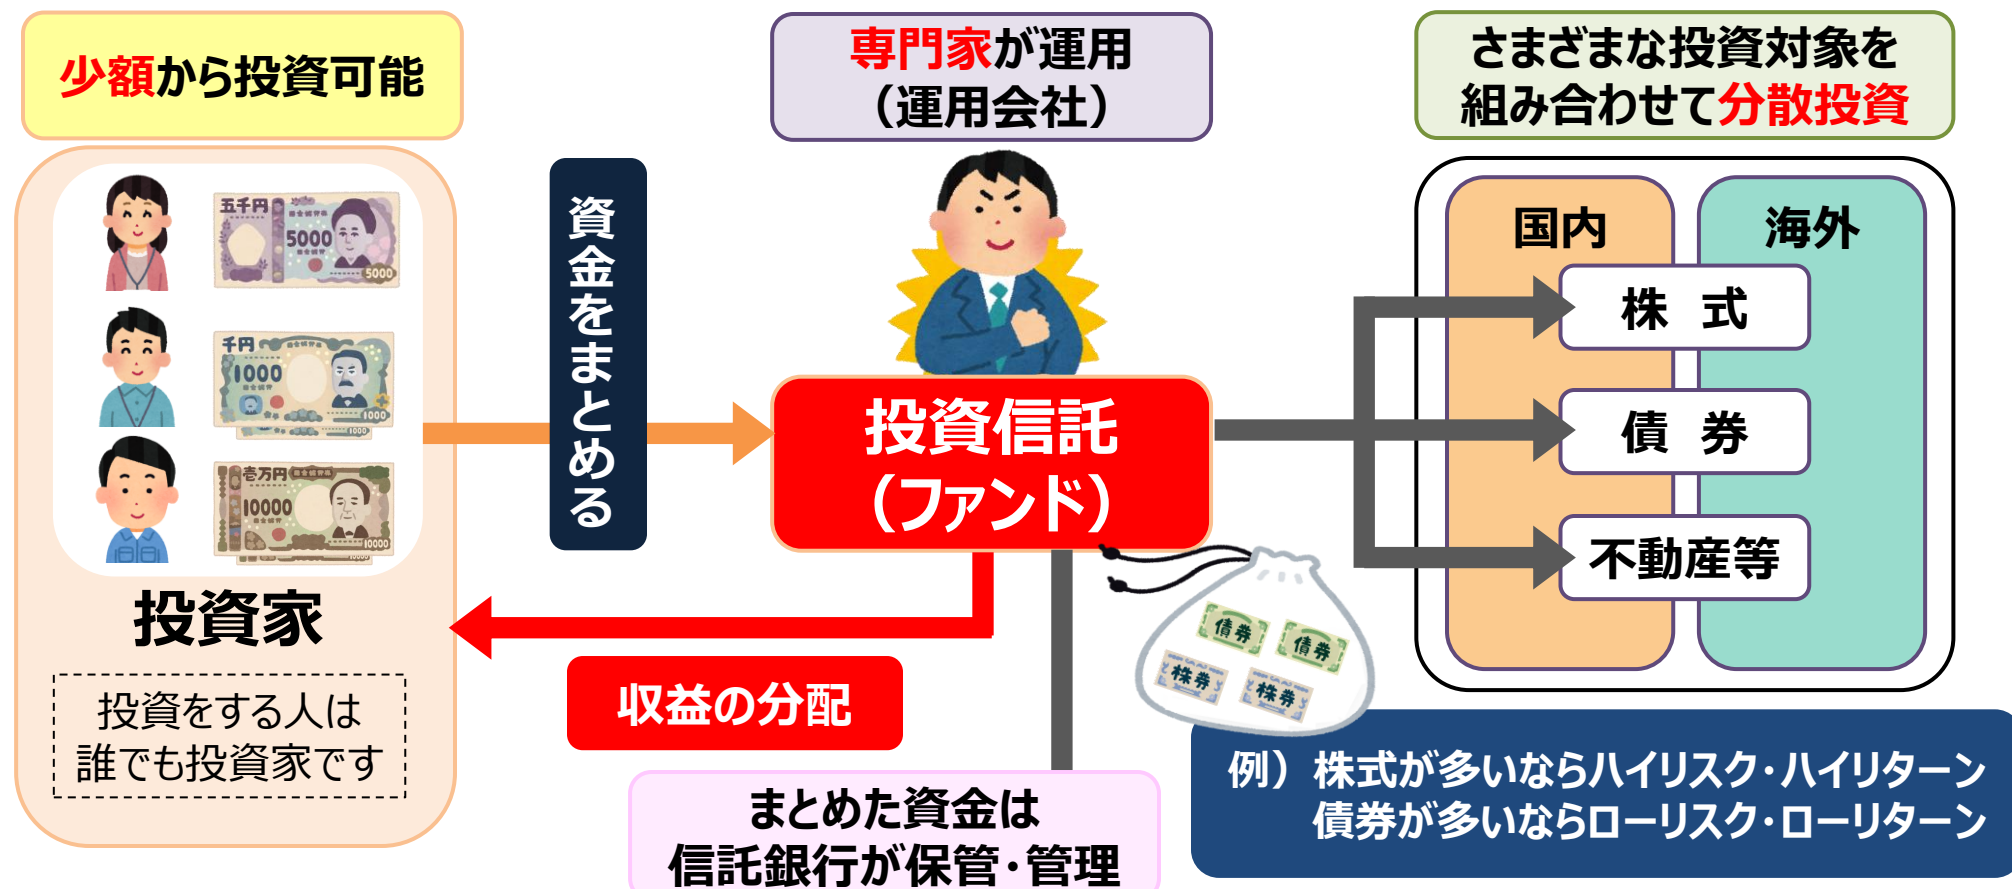 少額から投資可能
専門家が運用
（運用会社）
さまざまな投資対象を
組み合わせて分散投資
五千円
5000
5000
千円
1000
1000
壱万円
10000
10000
投資家
投資をする人は
誰でも投資家です
資金をまとめる
投資信託
（ファンド）
収益の分配
まとめた資金は
信託銀行が保管・管理
国内
海外
株 式
債 券
不動産等
債券
債券
株券
株券
例）株式が多いならハイリスク・ハイリターン
債券が多いならローリスク・ローリターン